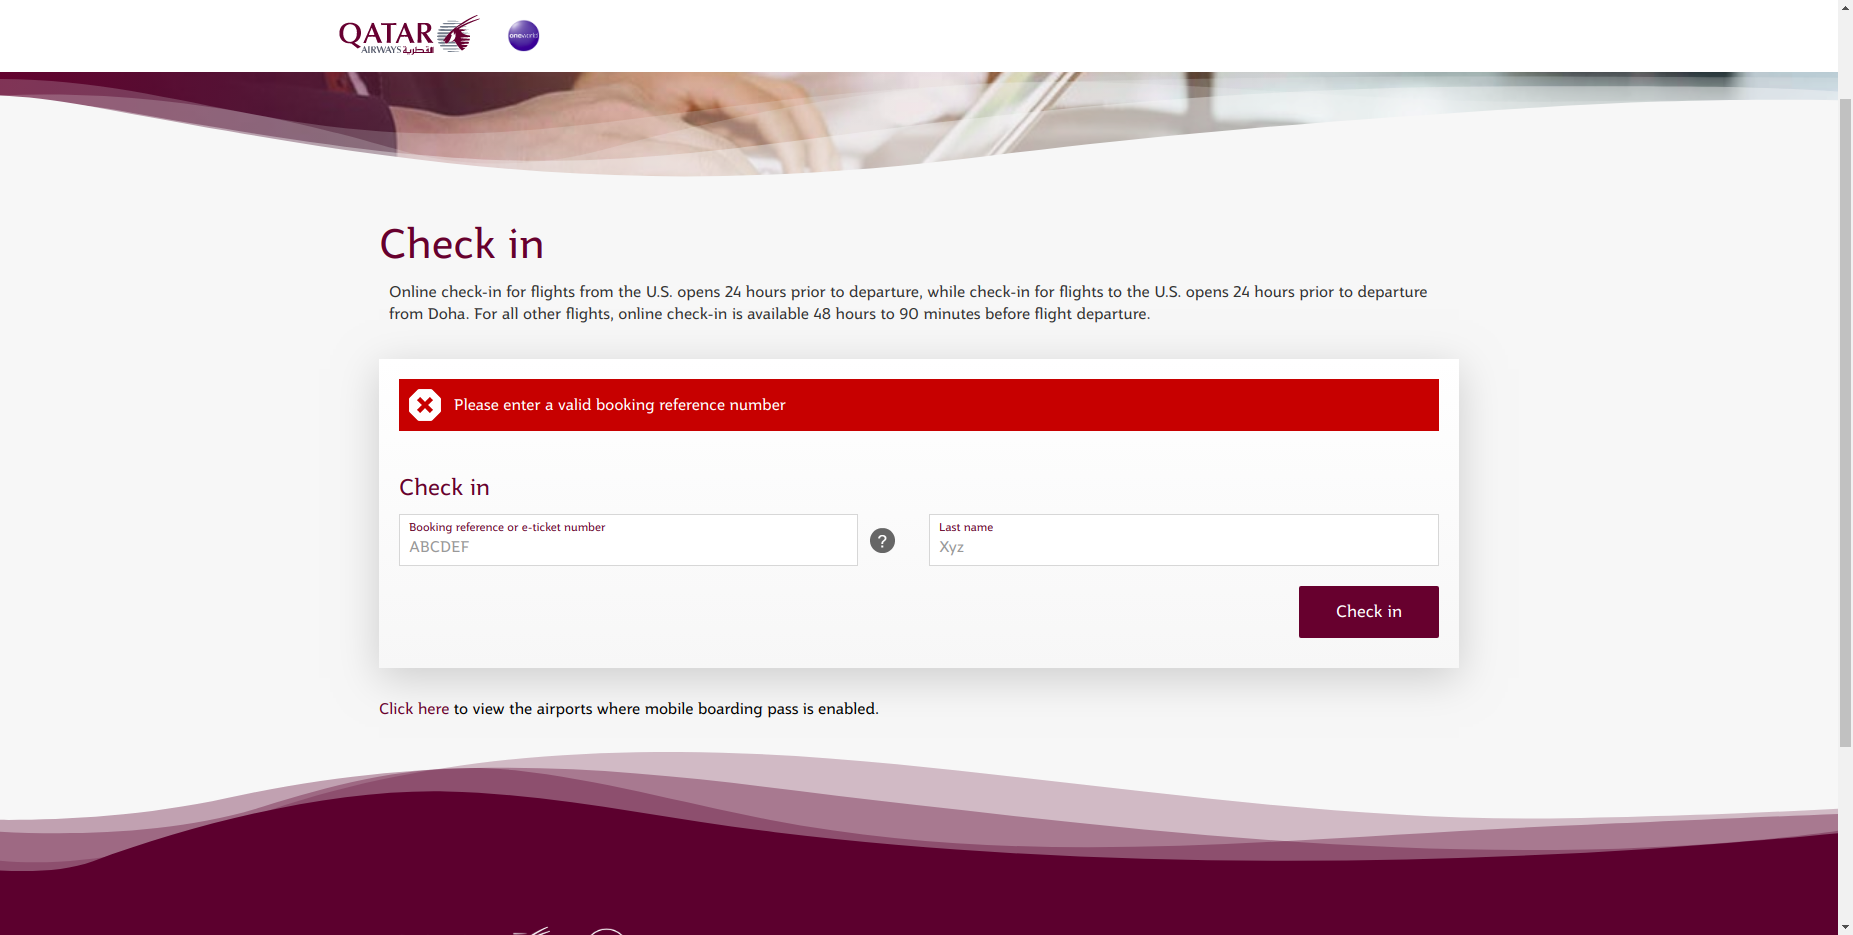 QATAR
AIRWAYS القطرية
oneworld
Check in
Online check-in for flights from the U.S. opens 24 hours prior to departure, while check-in for flights to the U.S. opens 24 hours prior to departure
from Doha. For all other flights, online check-in is available 48 hours to 90 minutes before flight departure.
Please enter a valid booking reference number
Check in
Booking reference or e-ticket number
ABCDEF
?
Last name
Xyz
Check in
Click here to view the airports where mobile boarding pass is enabled.